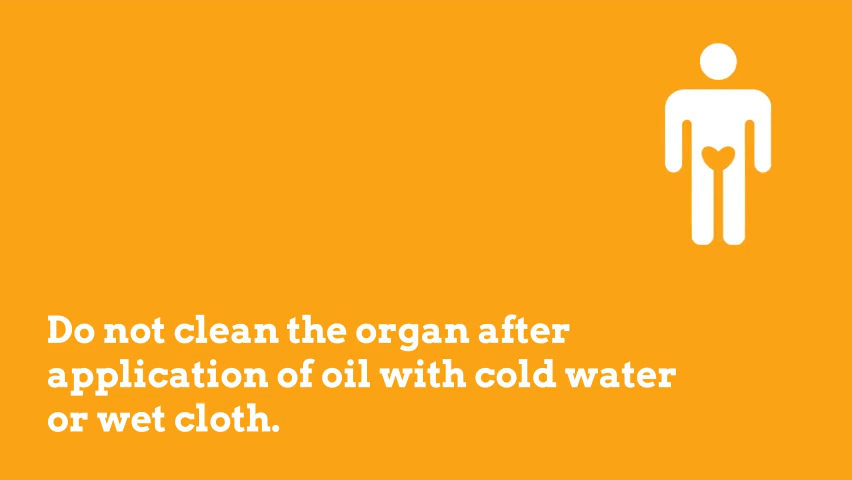 Do not clean the organ after
application of oil with cold water
or wet cloth.